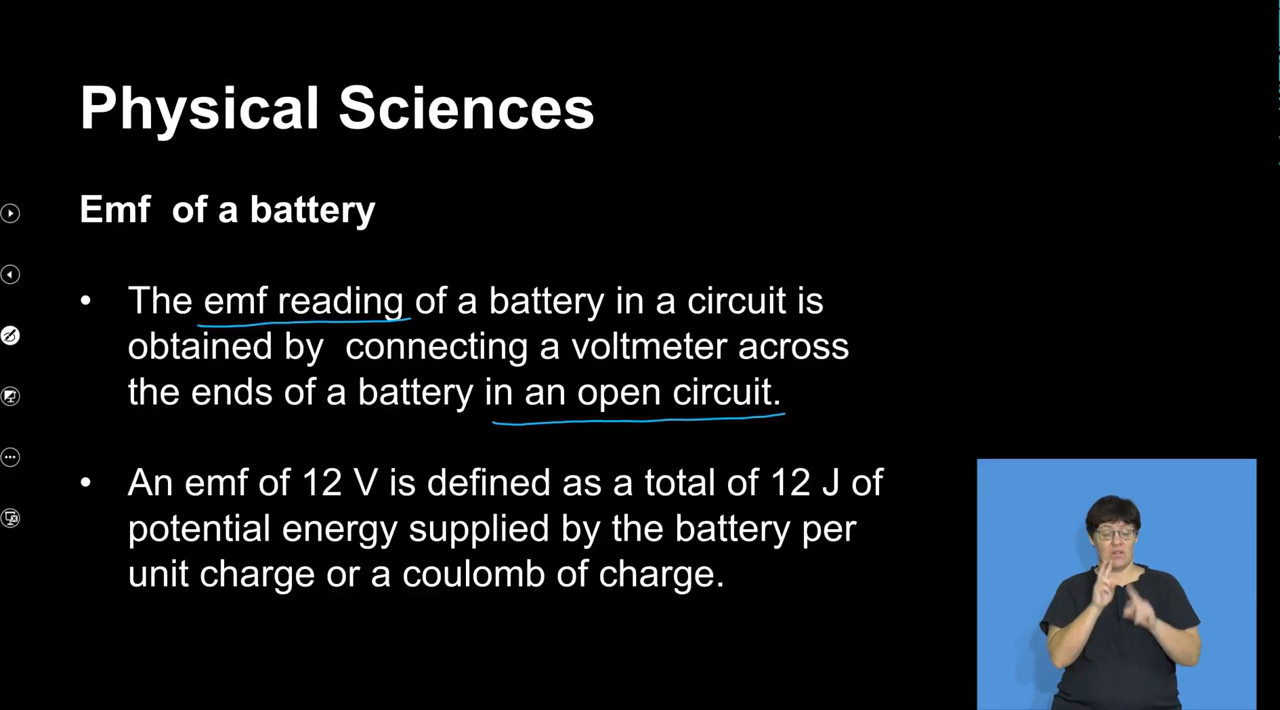 Physical Sciences
Emf of a battery
• The emf reading of a battery in a circuit is
obtained by connecting a voltmeter across
the ends of a battery in an open circuit.
• An emf of 12 V is defined as a total of 12 J of
potential energy supplied by the battery per
unit charge or a coulomb of charge.